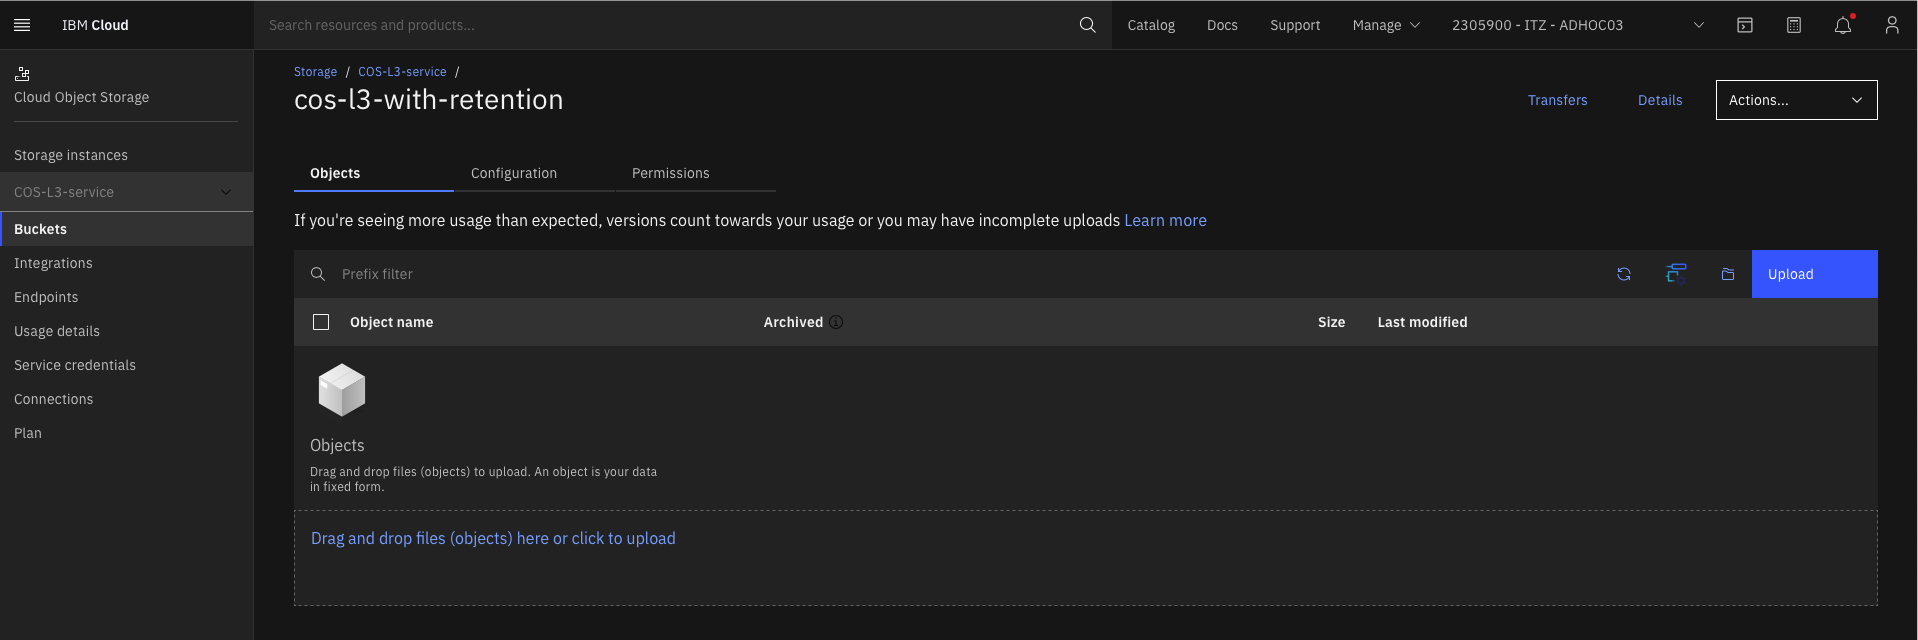 IBM Cloud
Search resources and products...
Catalog
Docs
Support
Manage
2305900 - ITZ - ADHOC03
Cloud Object Storage
Storage instances
COS-L3-service
Buckets
Integrations
Endpoints
Usage details
Service credentials
Connections
Plan
Storage / COS-L3-service /
cos-l3-with-retention
Transfers
Details
Actions...
Objects
Configuration
Permissions
If you're seeing more usage than expected, versions count towards your usage or you may have incomplete uploads Learn more
Prefix filter
Upload
Object name
Archived
Size
Last modified
Objects
Drag and drop files (objects) to upload. An object is your data
in fixed form.
Drag and drop files (objects) here or click to upload